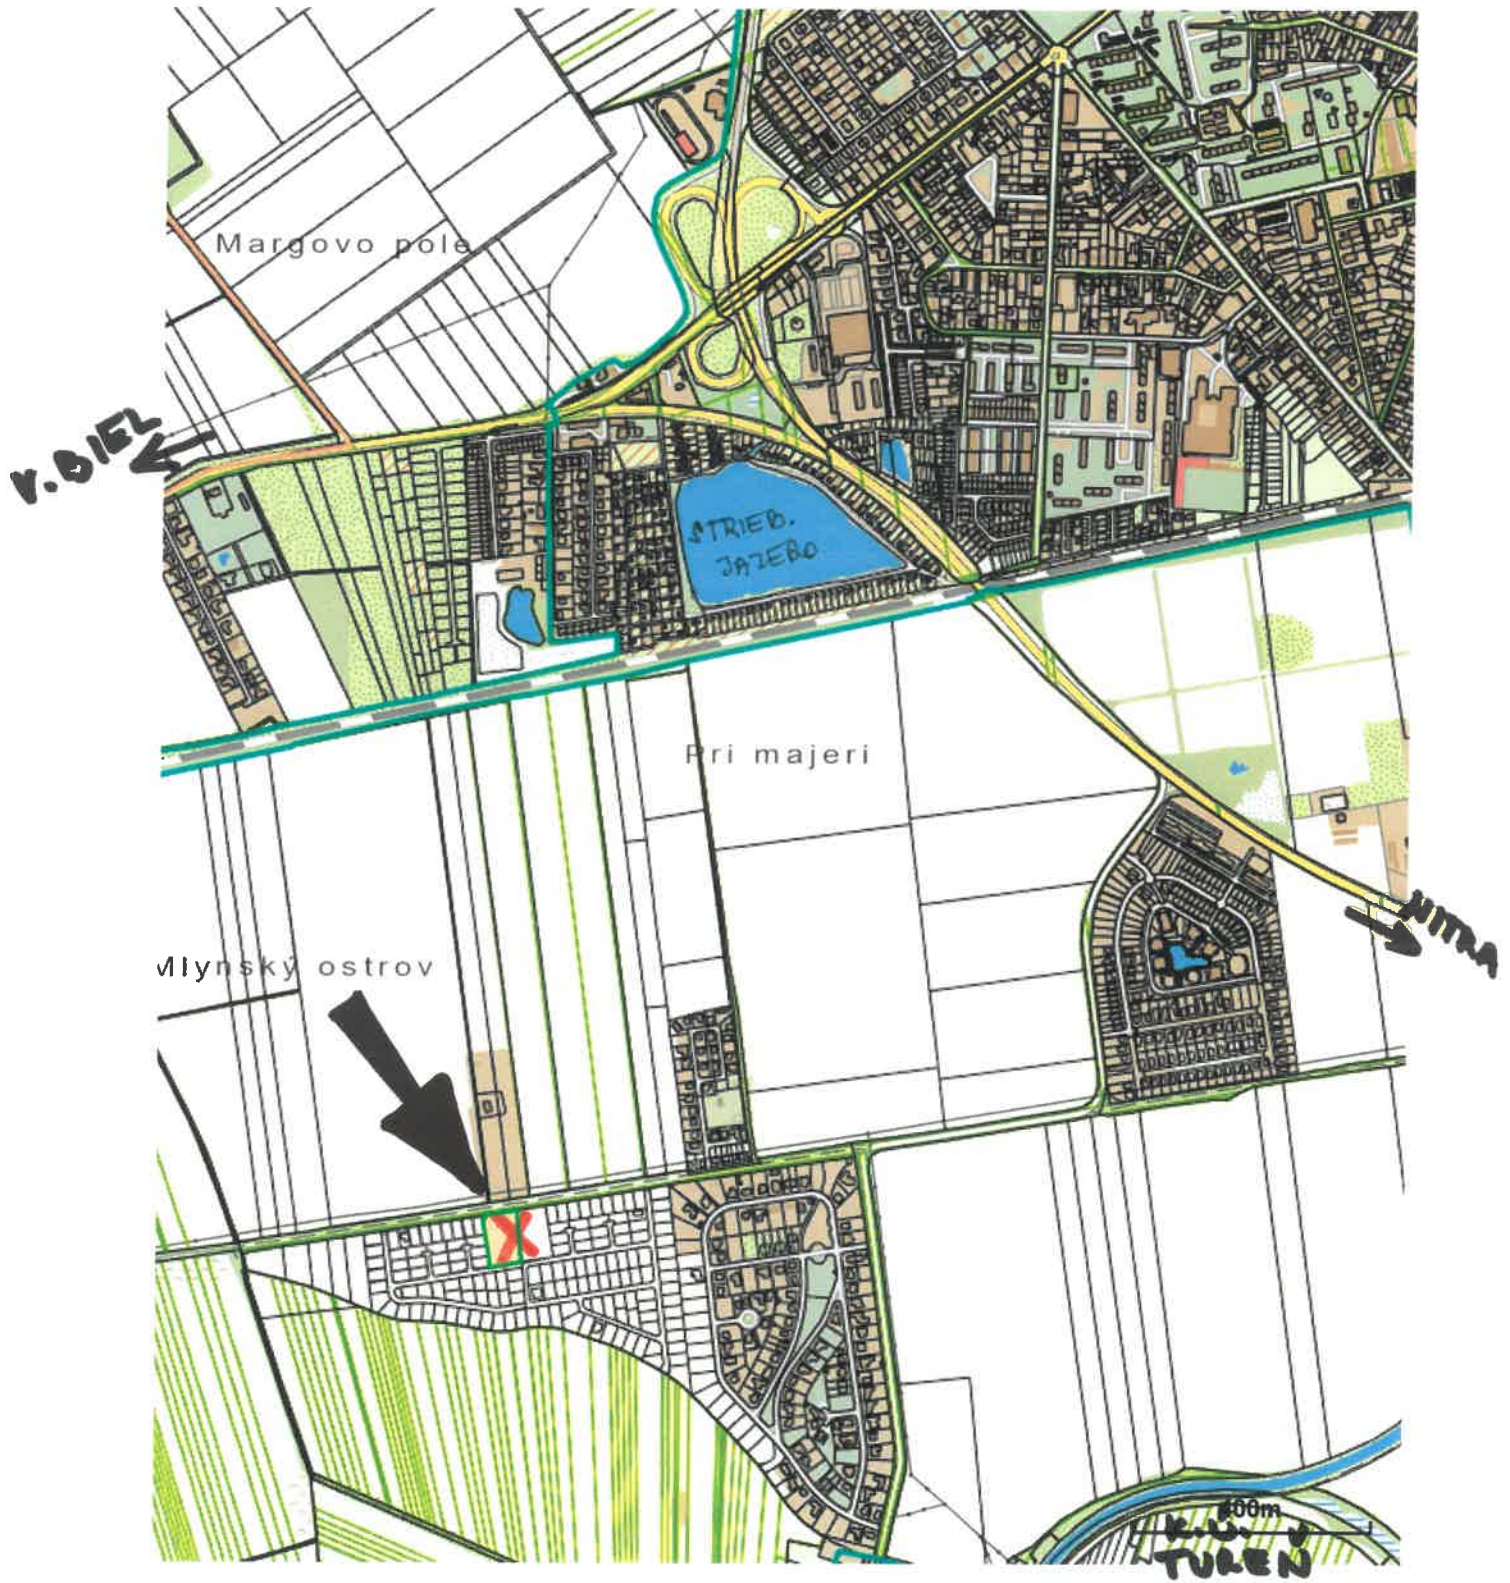 Margovo pole
V. BIEL
STRIEB.
JAZERO
Pri majeri
NITRA
Mlynský ostrov
X
400m
K.Ú. V
TUREN